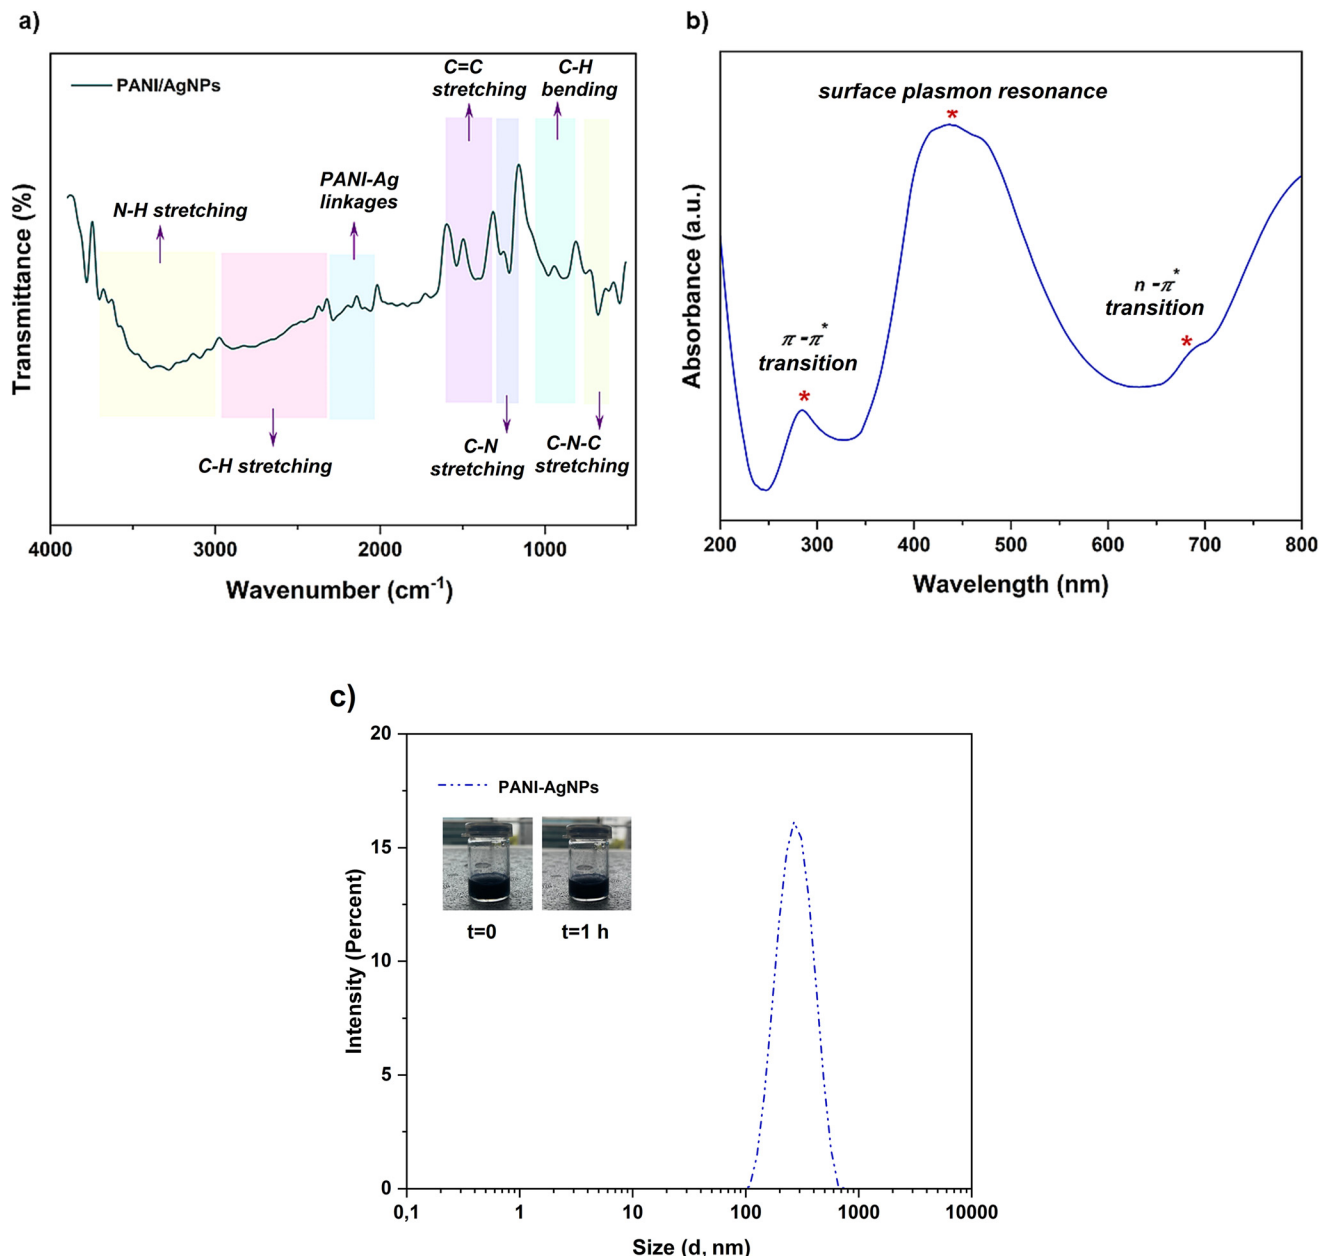 a)
PANI/AgNPs
N-H stretching
PANI-Ag
linkages
C=C
stretching
C-H
bending
C-H stretching
C-N
stretching
C-N-C
stretching
Transmittance (%)
4000 3000 2000 1000
Wavenumber (cm⁻¹)
b)
surface plasmon resonance
*
π -π*
transition
*
n -π*
transition
*
Absorbance (a.u.)
200 300 400 500 600 700 800
Wavelength (nm)
c)
20
15
10
5
0
PANI-AgNPs
t=0 t=1 h
Intensity (Percent)
0,1 1 10 100 1000 10000
Size (d, nm)